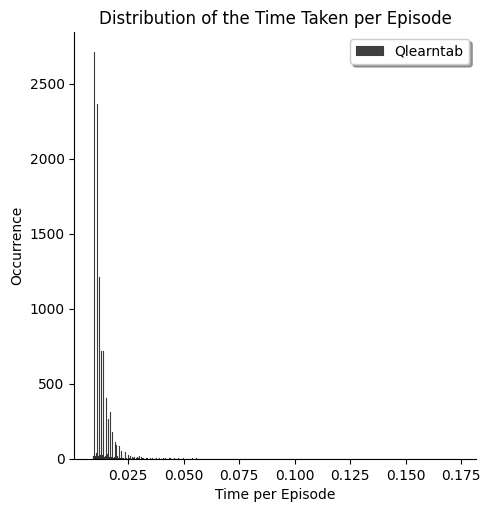 Distribution of the Time Taken per Episode
Qlearntab
2500
2000
1500
1000
500
0
Occurrence
0.025 0.050 0.075 0.100 0.125 0.150 0.175
Time per Episode